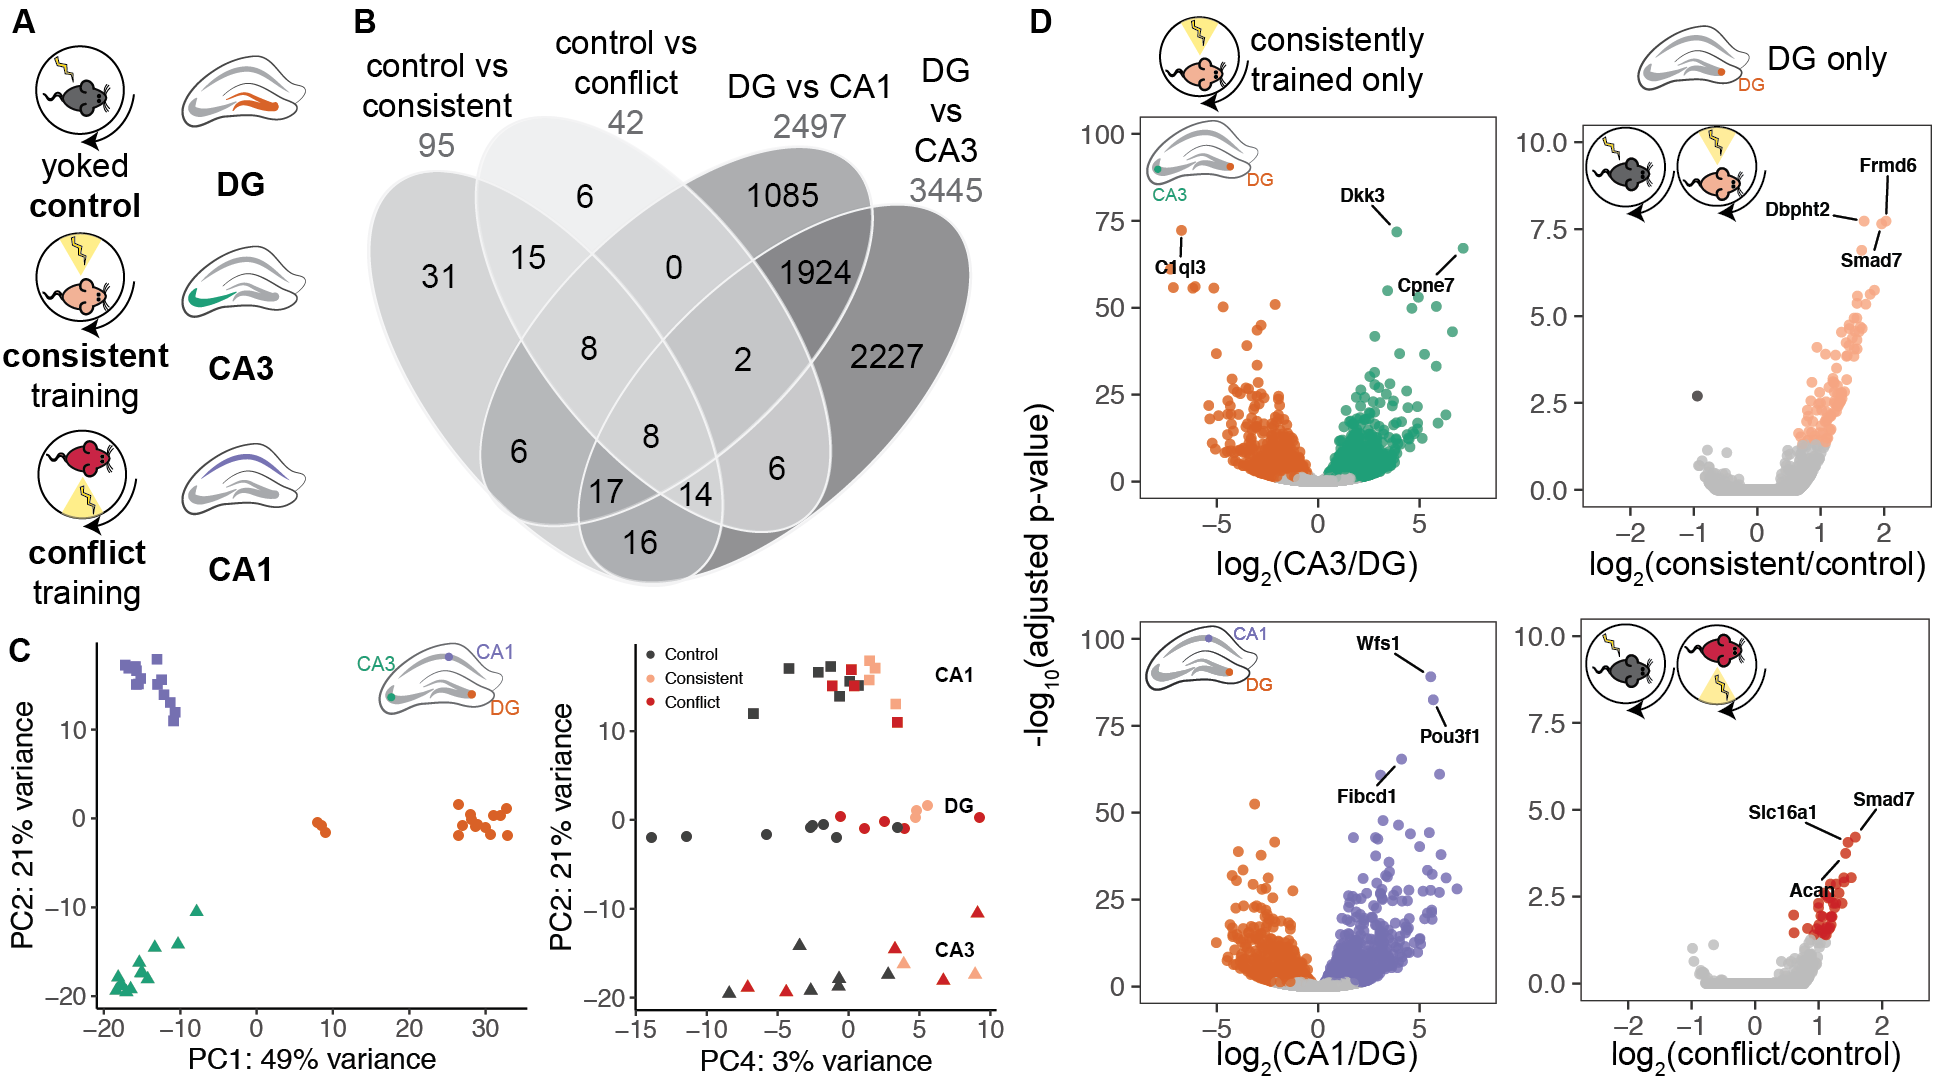 A
yoked
control
consistent
training
conflict
training
DG
CA3
CA1
B
control vs
consistent
95
control vs
conflict
42
DG vs CA1
2497
DG
vs
CA3
3445
6
1085
31
15
0
1924
8
2
2227
6
8
6
17
14
16
C
CA3
CA1
DG
10
0
−10
−20
−20
−10
0
10
20
30
PC2: 21% variance
PC1: 49% variance
Control
Consistent
Conflict
CA1
DG
CA3
10
0
−10
−20
−15
−10
−5
0
5
10
PC2: 21% variance
PC4: 3% variance
D
-log10(adjusted p-value)
consistently
trained only
CA3
DG
Dkk3
C1ql3
Cpne7
100
75
50
25
0
−5
0
5
log2(CA3/DG)
DG
DG only
Frmd6
Dbpht2
Smad7
10.0
7.5
5.0
2.5
0.0
−2
−1
0
1
2
log2(consistent/control)
CA1
DG
Wfs1
Pou3f1
Fibcd1
100
75
50
25
0
−5
0
5
log2(CA1/DG)
Slc16a1
Smad7
Acan
10.0
7.5
5.0
2.5
0.0
−2
−1
0
1
2
log2(conflict/control)